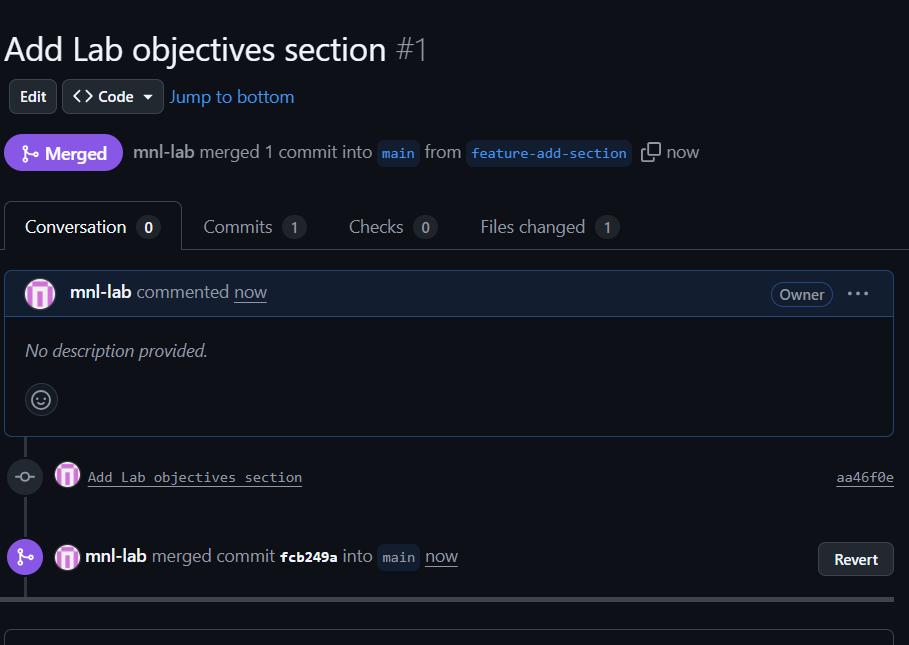 Add Lab objectives section #1
Edit <> Code Jump to bottom
Merged mnl-lab merged 1 commit into main from feature-add-section now
Conversation 0 Commits 1 Checks 0 Files changed 1
mnl-lab commented now Owner ...
No description provided.
Add Lab objectives section aa46f0e
mnl-lab merged commit fcb249a into main now Revert